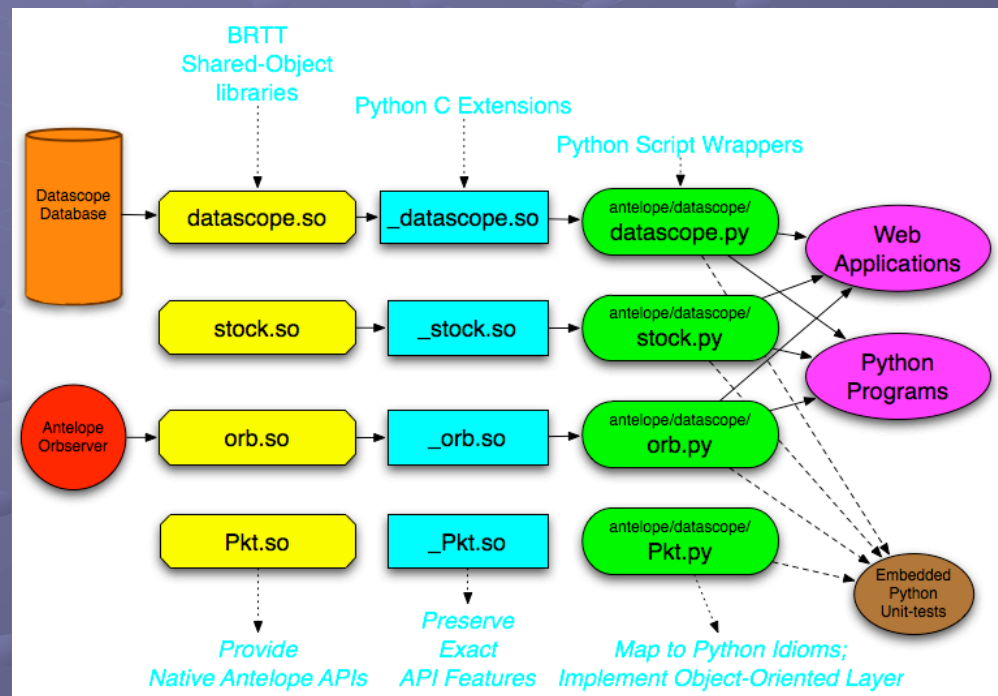 BRTT
Shared-Object
libraries
Python C Extensions
Python Script Wrappers
Datascope
Database
datascope.so
_datascope.so
antelope/datascope/
datascope.py
Web
Applications
stock.so
_stock.so
antelope/datascope/
stock.py
Python
Programs
Antelope
Orbserver
orb.so
_orb.so
antelope/datascope/
orb.py
Pkt.so
_Pkt.so
antelope/datascope/
Pkt.py
Embedded
Python
Unit-tests
Provide
Native Antelope APIs
Preserve
Exact
API Features
Map to Python Idioms;
Implement Object-Oriented Layer